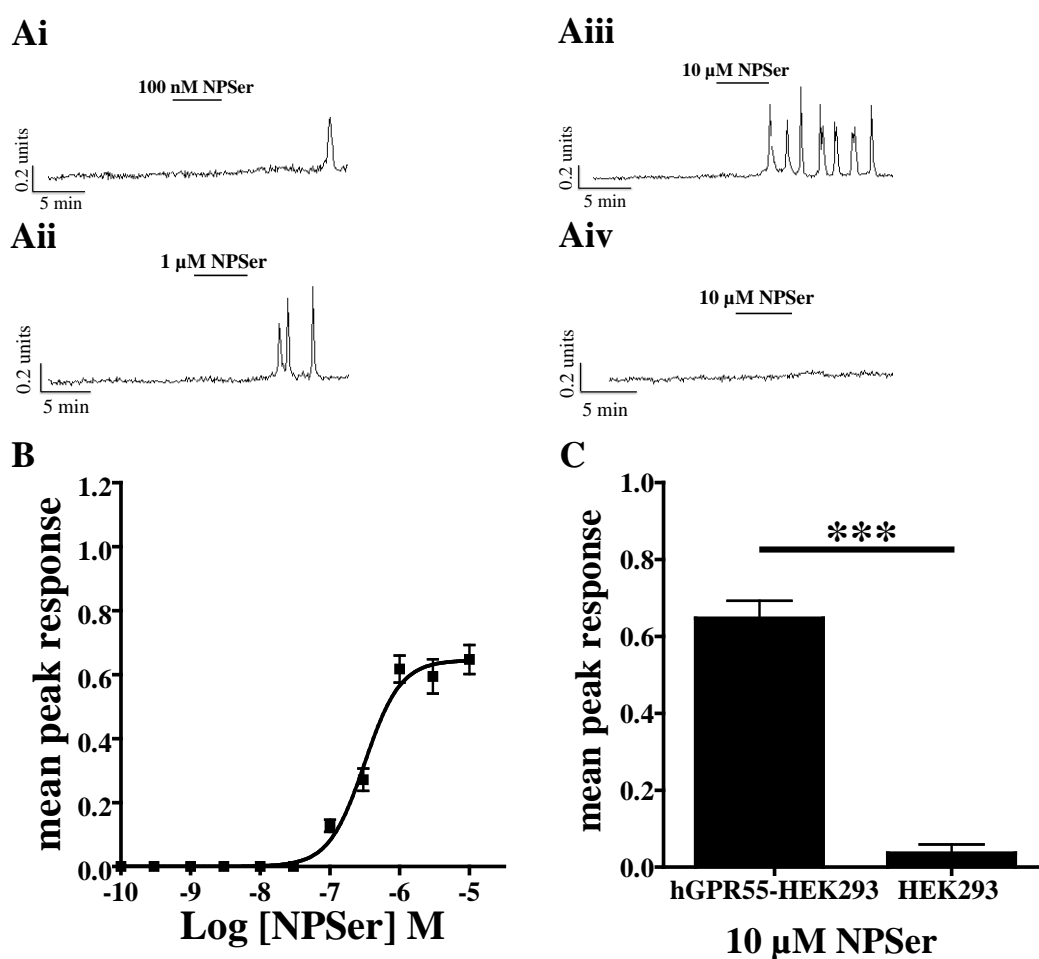 Ai
100 nM NPSer
0.2 units
5 min
Aii
1 µM NPSer
0.2 units
5 min
Aiii
10 µM NPSer
0.2 units
5 min
Aiv
10 µM NPSer
0.2 units
5 min
B
mean peak response
1.2
1.0
0.8
0.6
0.4
0.2
0.0
-10 -9 -8 -7 -6 -5
Log [NPSer] M
C
mean peak response
1.0
0.8
0.6
0.4
0.2
0.0
***
hGPR55-HEK293 HEK293
10 µM NPSer